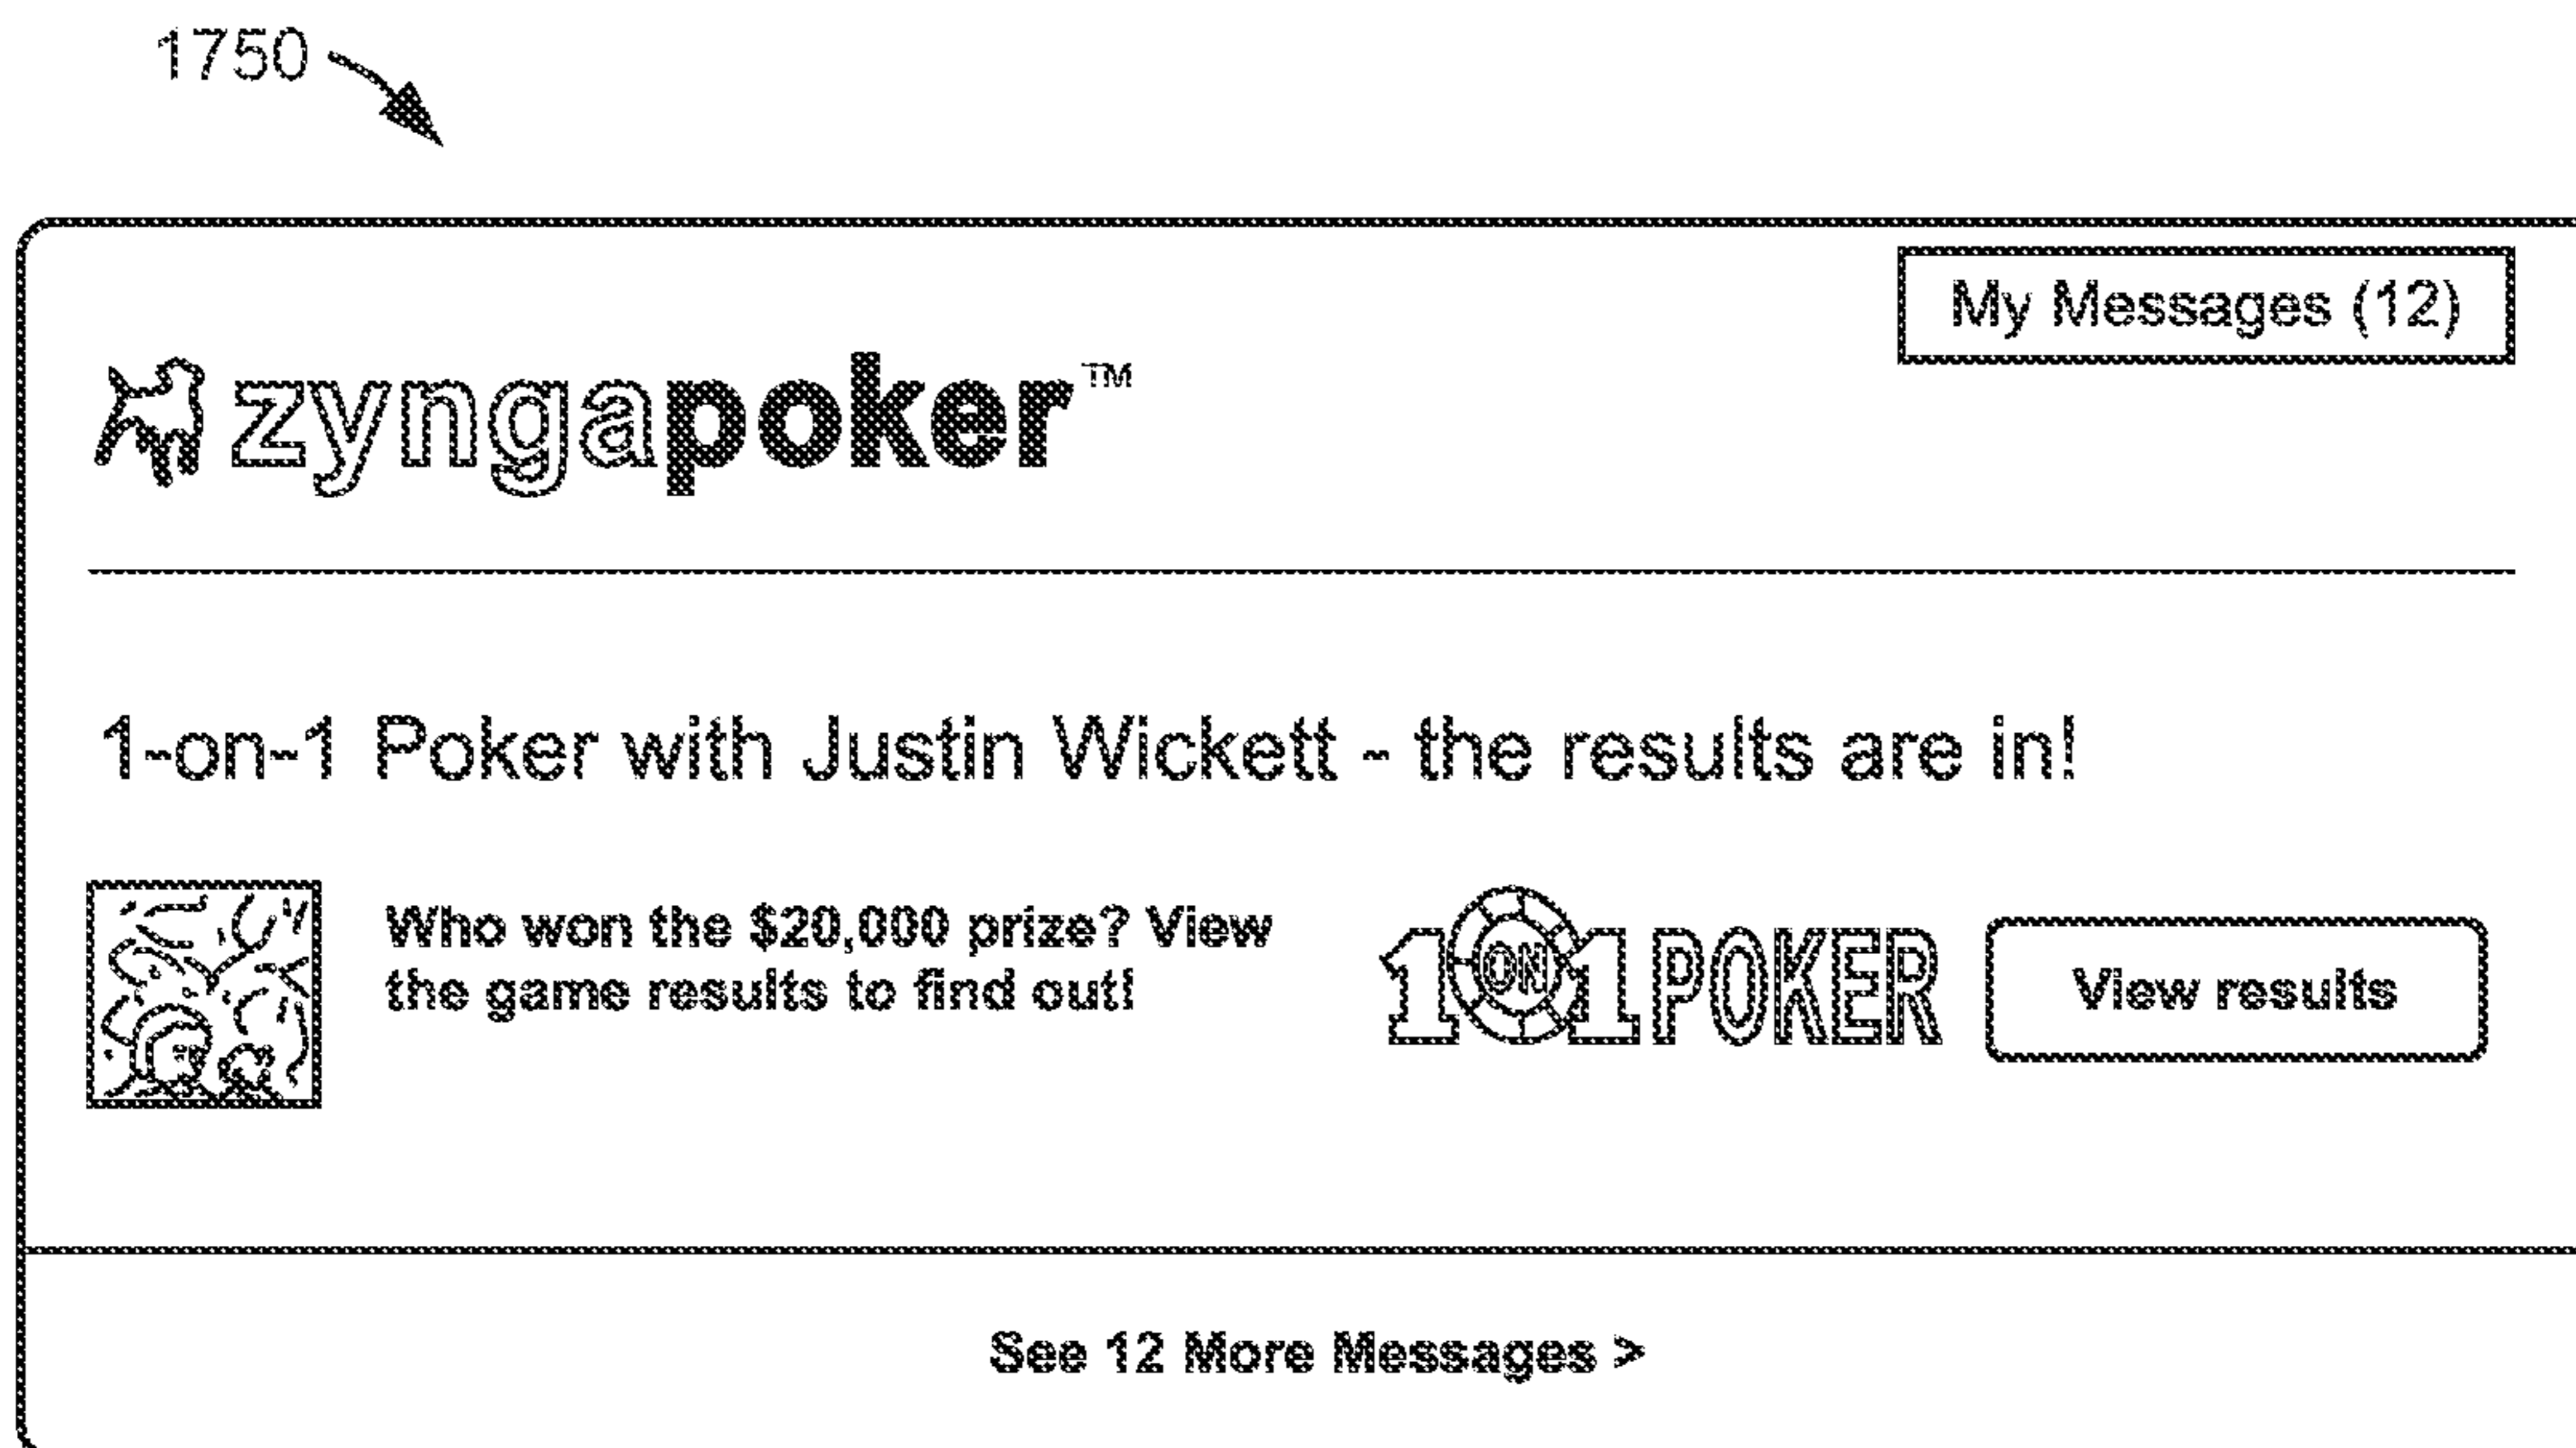 1750
My Messages (12)
zyngapoker™
1-on-1 Poker with Justin Wickett - the results are in!
Who won the $20,000 prize? View
the game results to find out!
1 ON 1 POKER
View results
See 12 More Messages >